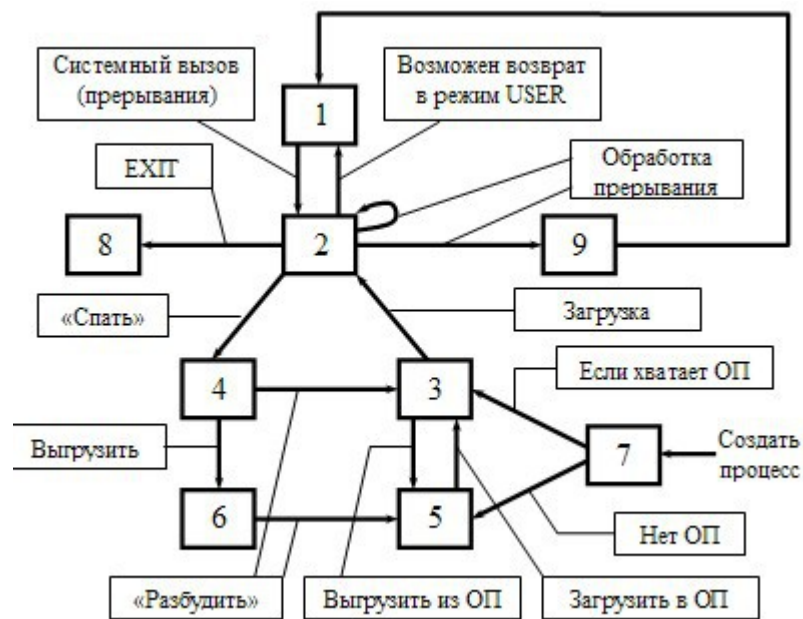 Системный вызов
(прерывания)
Возможен возврат
в режим USER
1
EXIT
Обработка
прерывания
8
2
9
«Спать»
Загрузка
4
3
Если хватает ОП
Выгрузить
7
Создать
процесс
6
5
Нет ОП
«Разбудить»
Выгрузить из ОП
Загрузить в ОП